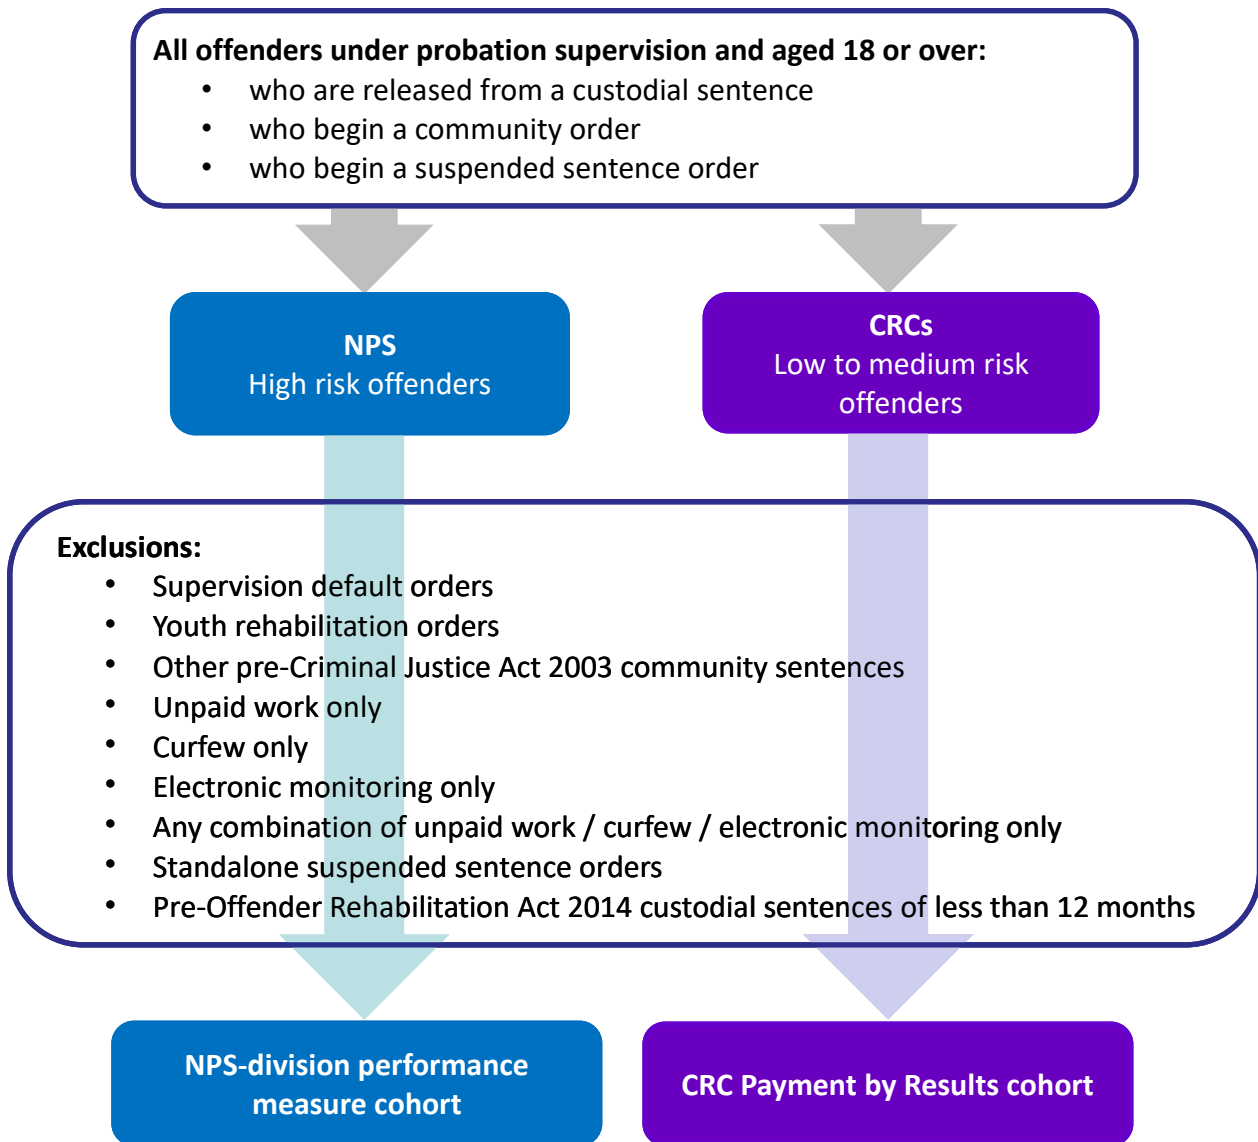 All offenders under probation supervision and aged 18 or over:
• who are released from a custodial sentence
• who begin a community order
• who begin a suspended sentence order
NPS
High risk offenders
CRCs
Low to medium risk
offenders
Exclusions:
• Supervision default orders
• Youth rehabilitation orders
• Other pre-Criminal Justice Act 2003 community sentences
• Unpaid work only
• Curfew only
• Electronic monitoring only
• Any combination of unpaid work / curfew / electronic monitoring only
• Standalone suspended sentence orders
• Pre-Offender Rehabilitation Act 2014 custodial sentences of less than 12 months
NPS-division performance
measure cohort
CRC Payment by Results cohort